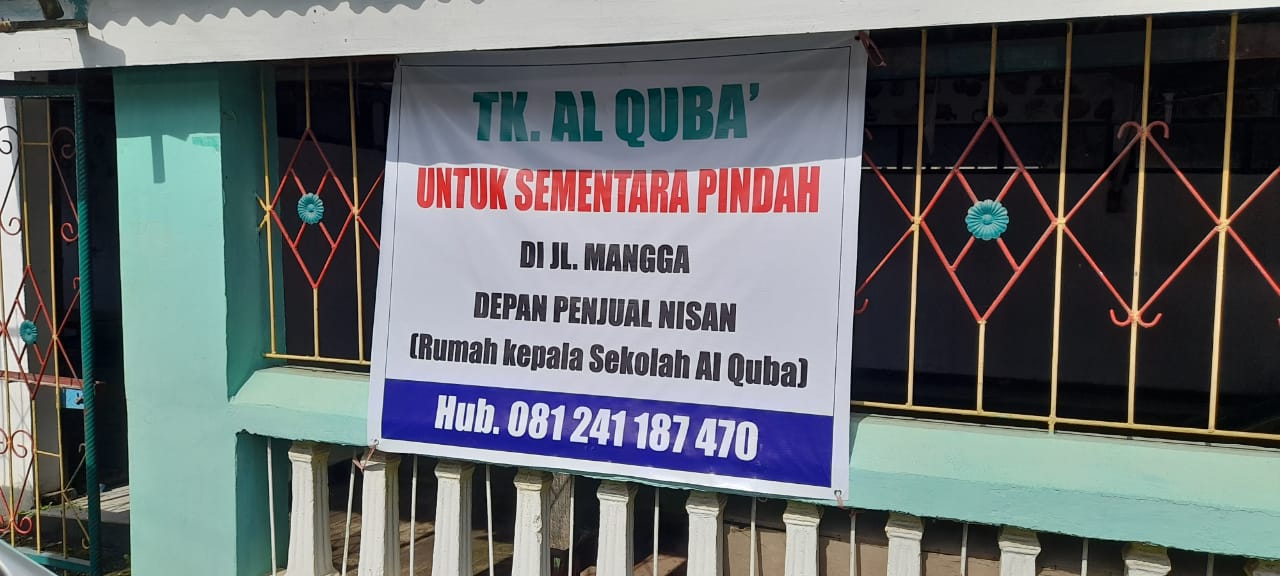 TK. AL QUBA'
UNTUK SEMENTARA PINDAH
DI JL. MANGGA
DEPAN PENJUAL NISAN
(Rumah kepala Sekolah Al Quba)
Hub. 081 241 187 470